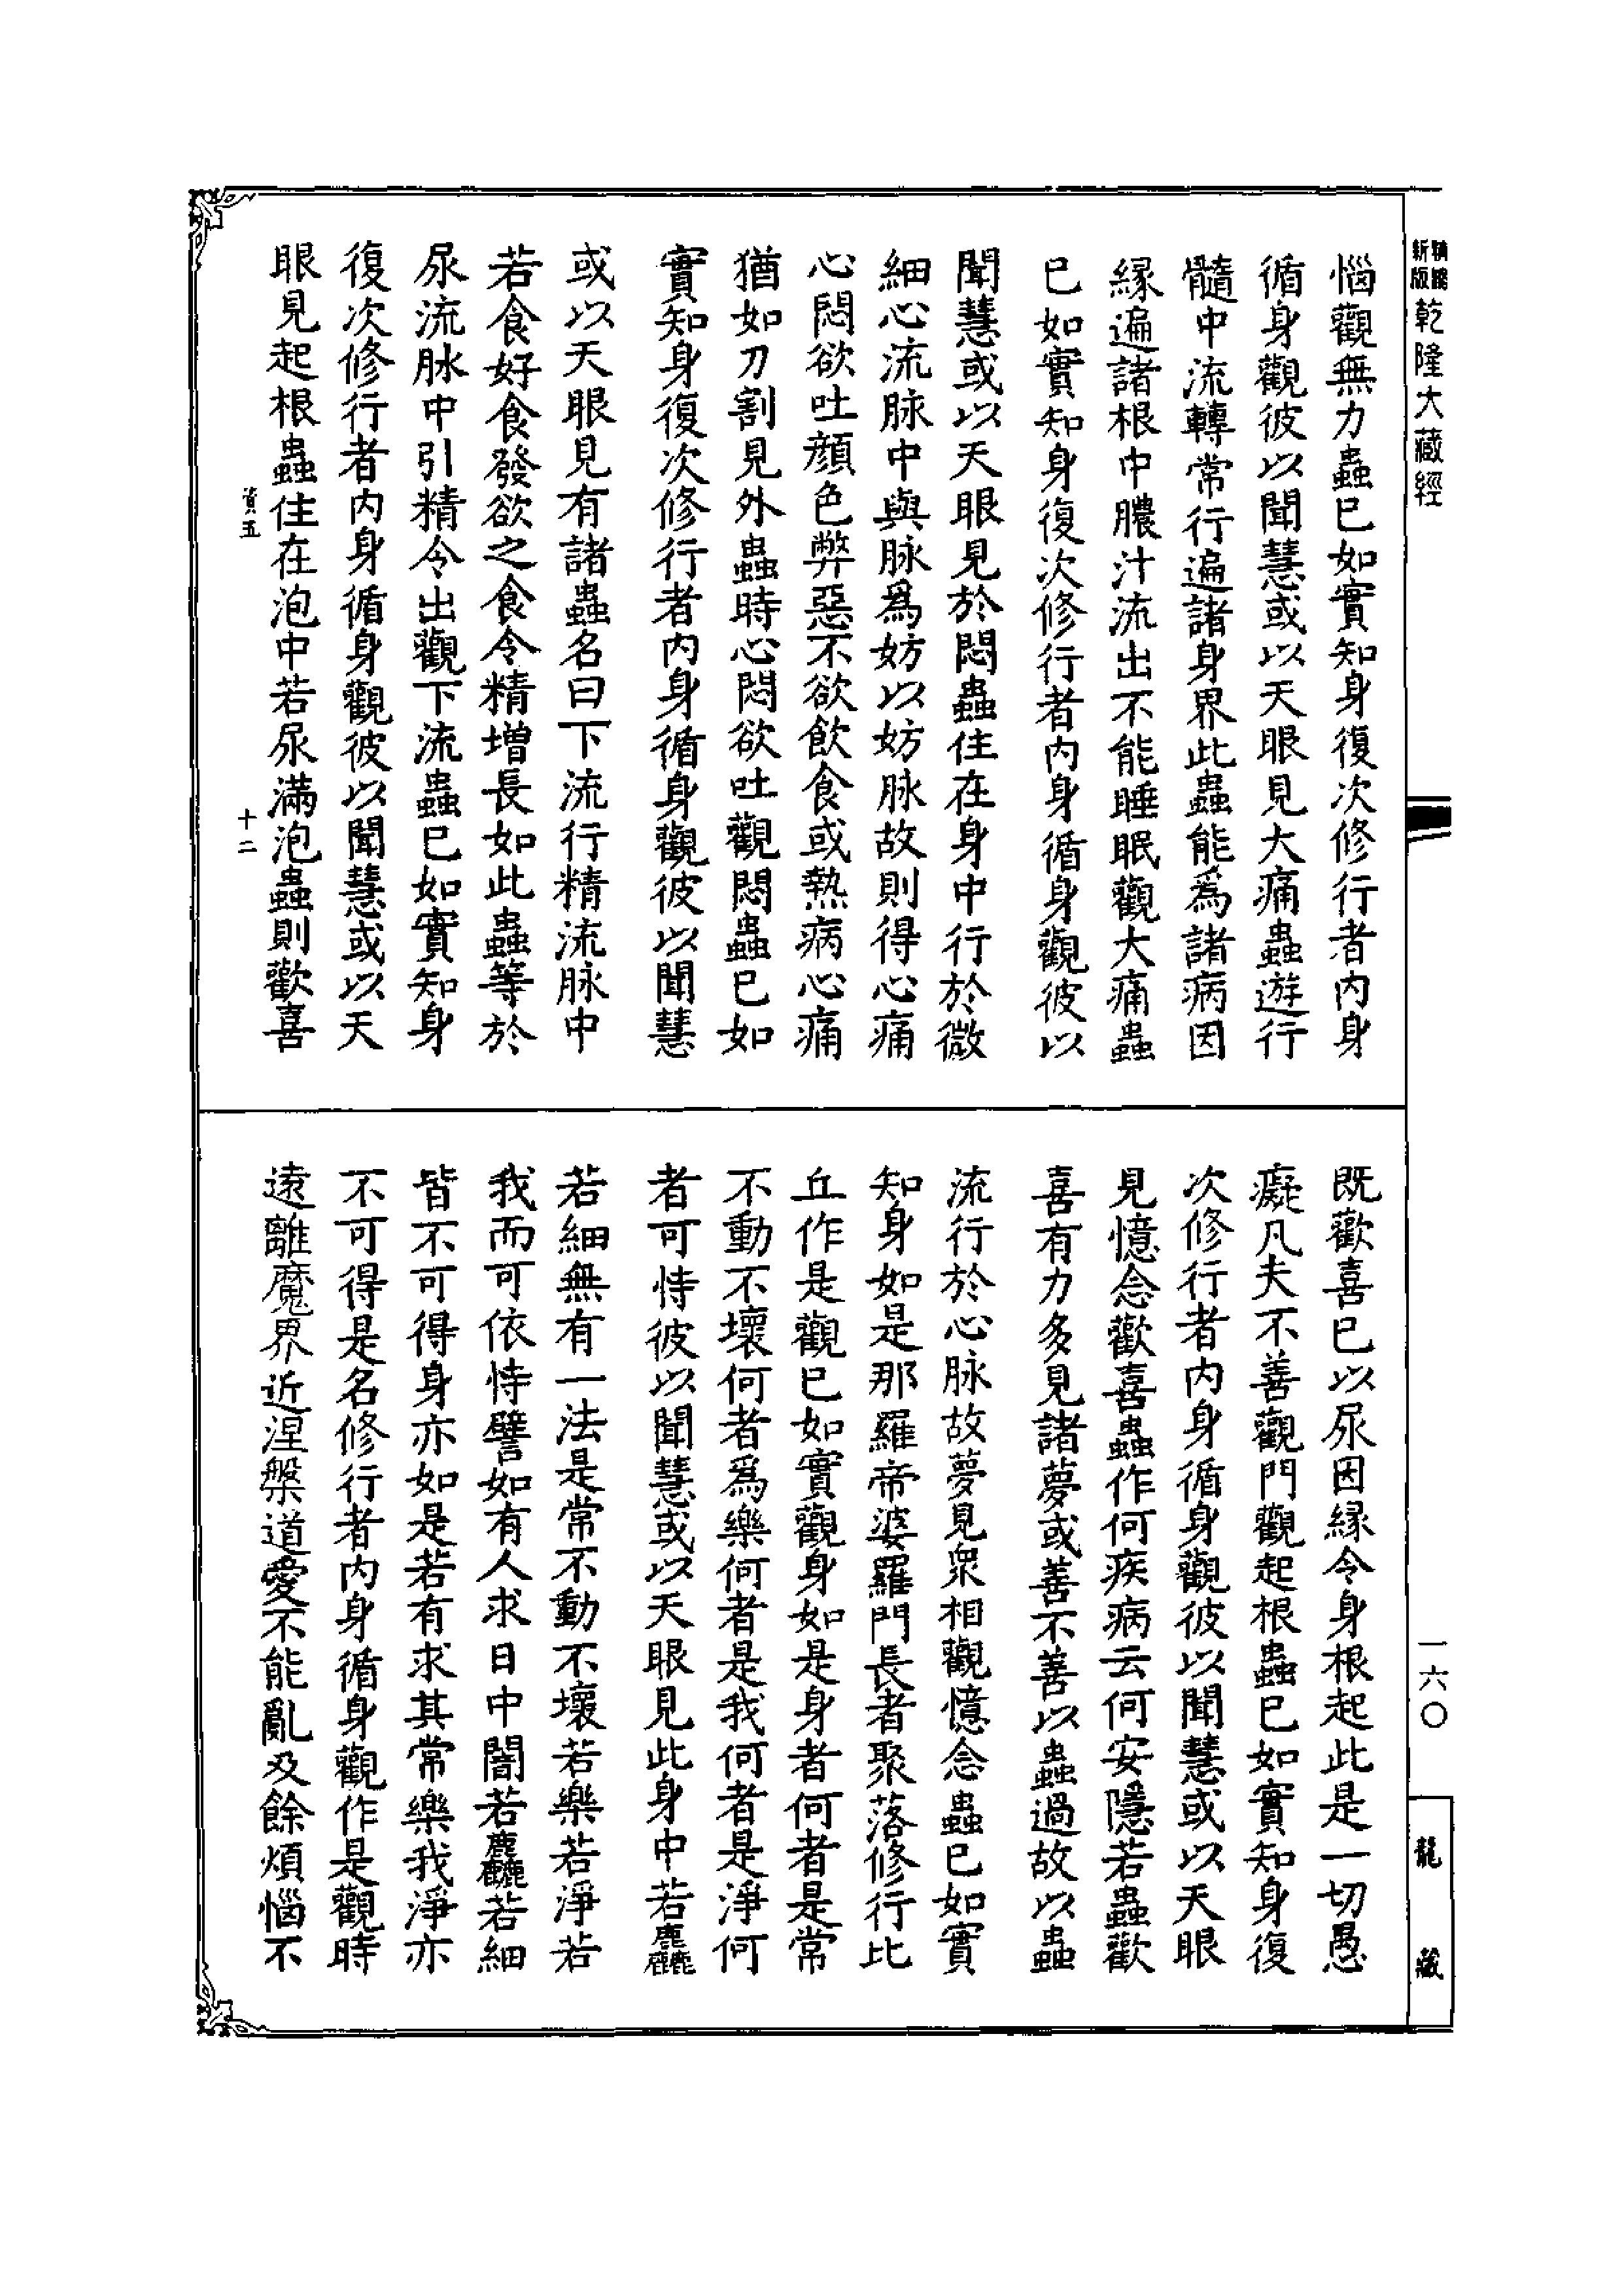 新版精縮乾隆大藏經
惱觀無力蟲已如實知身復次修行者內身
循身觀彼以聞慧或以天眼見大痛蟲遊行
髓中流轉常行遍諸身界此蟲能爲諸病因
緣遍諸根中膿汁流出不能睡眠觀大痛蟲
已如實知身復次修行者內身循身觀彼以
聞慧或以天眼見於悶蟲住在身中行於微
細心流脉中與脉爲妨以妨脉故則得心痛
心悶欲吐顏色弊惡不欲飲食或熱病心痛
猶如刀割見外蟲時心悶欲吐觀悶蟲已如
實知身復次修行者內身循身觀彼以聞慧
或以天眼見有諸蟲名曰下流行精流脉中
若食好食發欲之食令精增長如此蟲等於
尿流脉中引精令出觀下流蟲已如實知身
復次修行者內身循身觀彼以聞慧或以天
眼見起根蟲住在泡中若尿滿泡蟲則歡喜
資五
十二
既歡喜已以尿因緣令身根起此是一切愚
癡凡夫不善觀門觀起根蟲已如實知身復
次修行者內身循身觀彼以聞慧或以天眼
見憶念歡喜蟲作何疾病云何安隱若蟲歡
喜有力多見諸夢或善不善以蟲過故以蟲
流行於心脉故夢見衆相觀憶念蟲已如實
知身如是那羅帝婆羅門長者聚落修行比
丘作是觀已如實觀身如是身者何者是常
不動不壞何者爲樂何者是我何者是淨何
者可恃彼以聞慧或以天眼見此身中若麤
若細無有一法是常不動不壞若樂若淨若
我而可依恃譬如有人求日中闇若麤若細
皆不可得身亦如是若有求其常樂我淨亦
不可得是名修行者內身循身觀作是觀時
遠離魔界近涅槃道愛不能亂及餘煩惱不
一六〇
龍藏